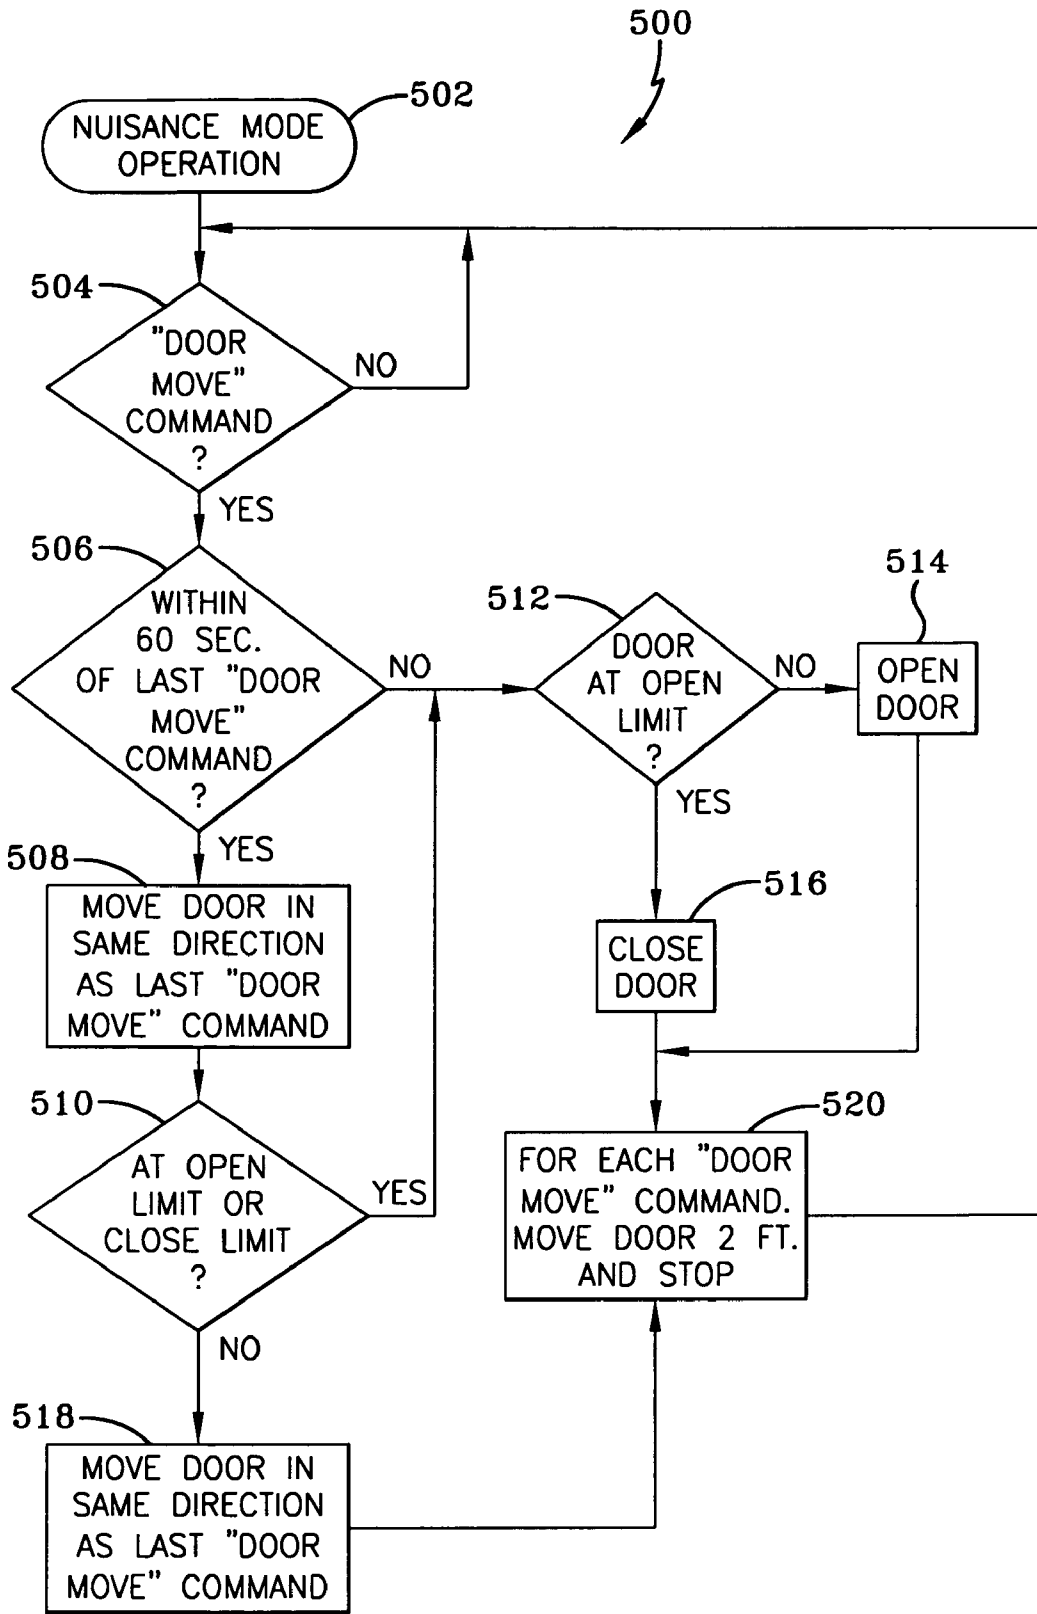 500
502
NUISANCE MODE
OPERATION
504
"DOOR
MOVE"
COMMAND
?
NO
YES
506
WITHIN
60 SEC.
OF LAST "DOOR
MOVE"
COMMAND
?
NO
YES
512
DOOR
AT OPEN
LIMIT
?
NO
YES
514
OPEN
DOOR
508
MOVE DOOR IN
SAME DIRECTION
AS LAST "DOOR
MOVE" COMMAND
516
CLOSE
DOOR
510
AT OPEN
LIMIT OR
CLOSE LIMIT
?
YES
NO
520
FOR EACH "DOOR
MOVE" COMMAND.
MOVE DOOR 2 FT.
AND STOP
518
MOVE DOOR IN
SAME DIRECTION
AS LAST "DOOR
MOVE" COMMAND